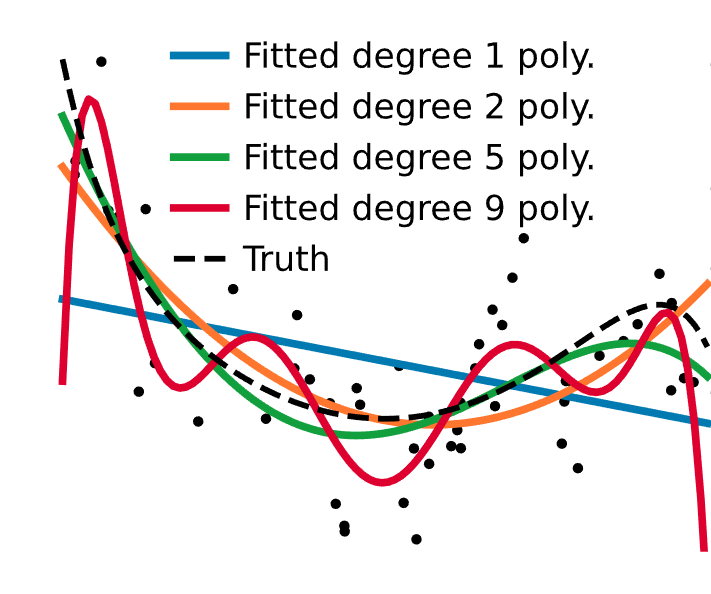 Fitted degree 1 poly.
Fitted degree 2 poly.
Fitted degree 5 poly.
Fitted degree 9 poly.
Truth